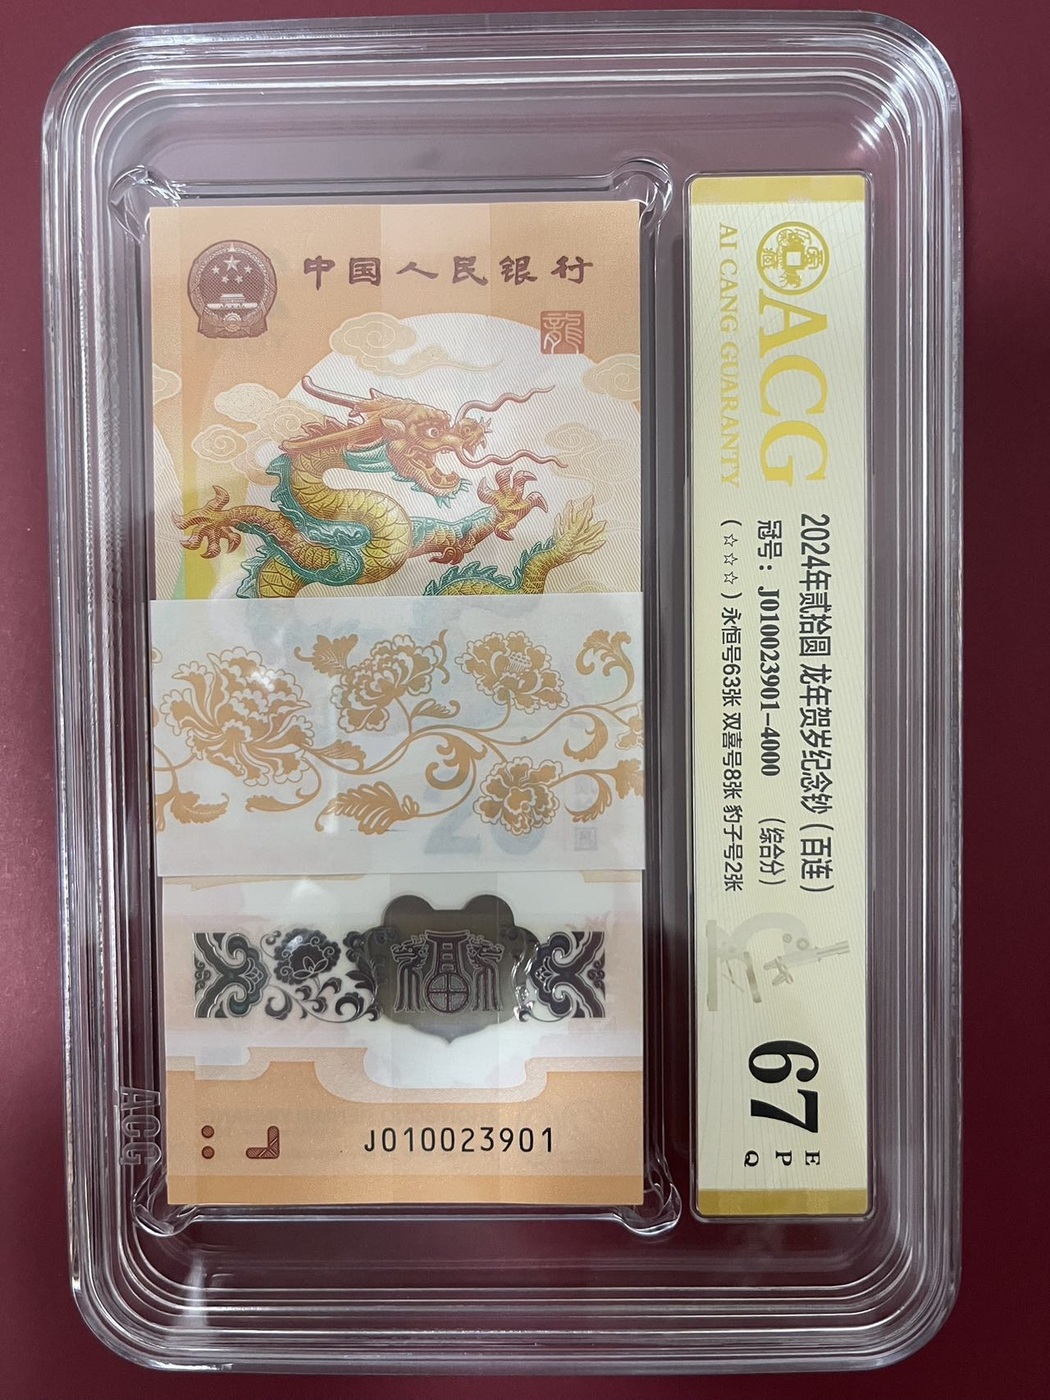 中国人民银行
龍
福
J010023901
ACG
ACG
AI CANG GUARANTY
2024年贰拾圆 龙年贺岁纪念钞（百连）
冠号：J010023901-4000 （综合分）
（☆☆☆）永恒号63张 双喜号8张 豹子号2张
67
E
P
Q